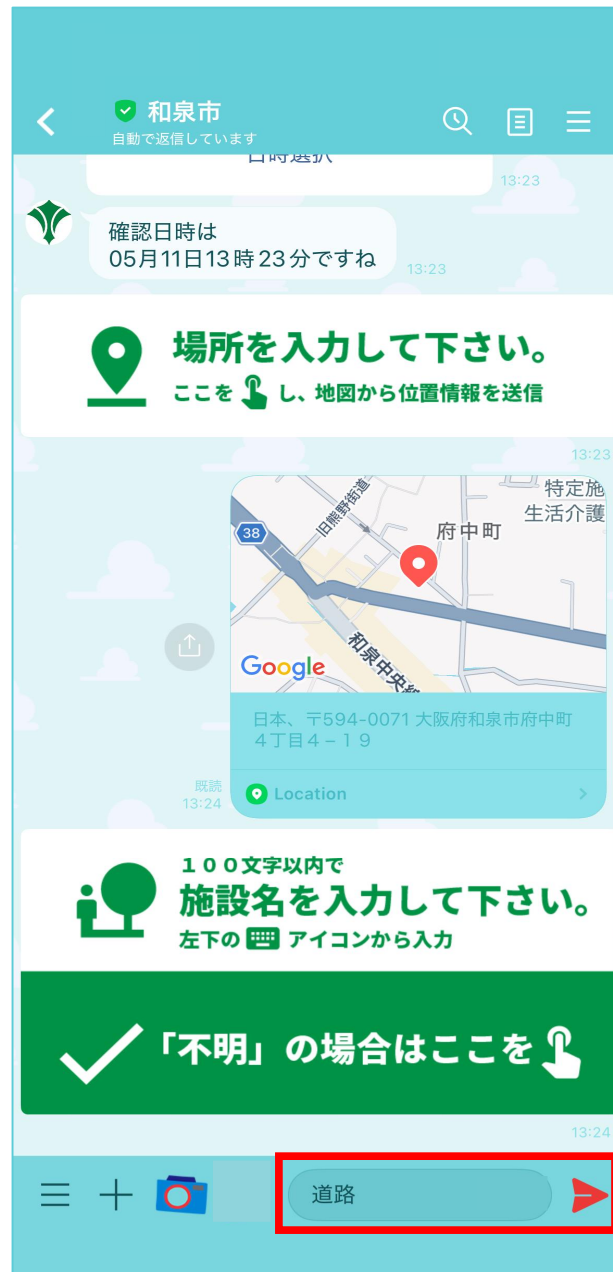 和泉市
自動で返信しています
日時選択
13:23
確認日時は
05月11日13時23分ですね
13:23
場所を入力して下さい。
ここを し、地図から位置情報を送信
13:23
特定施
生活介護
旧熊野街道
府中町
38
和泉中央線
Google
日本、〒594-0071 大阪府和泉市府中町
４丁目４−１９
既読
13:24
Location
１００文字以内で
施設名を入力して下さい。
左下の アイコンから入力
「不明」の場合はここを
13:24
道路